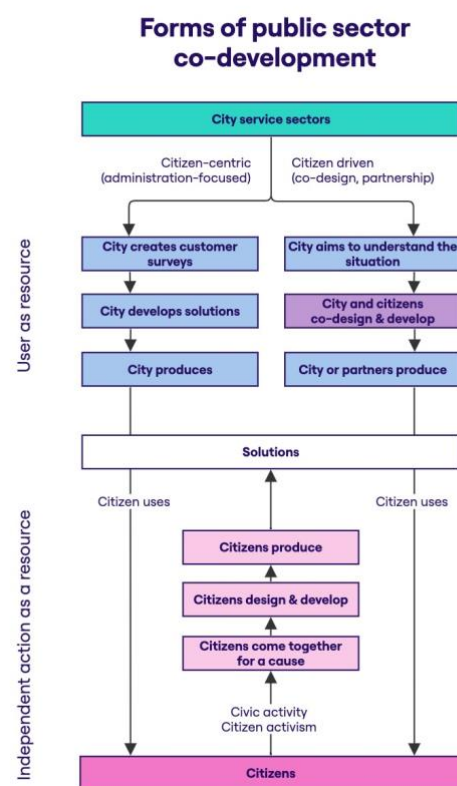 Forms of public sector
co-development
City service sectors
Citizen-centric
(administration-focused)
Citizen driven
(co-design, partnership)
User as resource
City creates customer
surveys
City aims to understand the
situation
City develops solutions
City and citizens
co-design & develop
City produces
City or partners produce
Solutions
Citizen uses
Citizen uses
Independent action as a resource
Citizens produce
Citizens design & develop
Citizens come together
for a cause
Civic activity
Citizen activism
Citizens